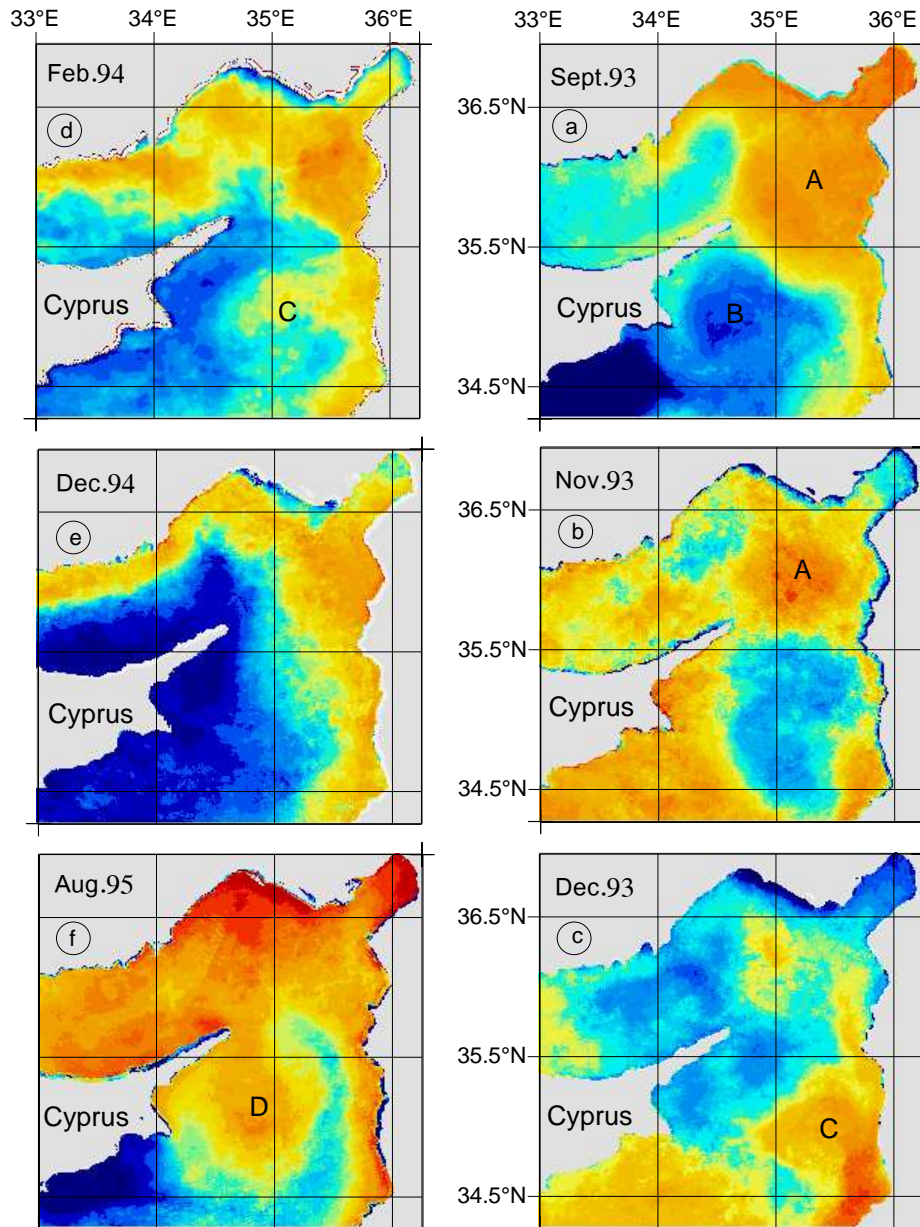 33°E 34°E 35°E 36°E 33°E 34°E 35°E 36°E
Feb.94
d
Cyprus
C
Sept.93
36.5°N
a
A
35.5°N
Cyprus
B
34.5°N
Dec.94
e
Cyprus
Nov.93
36.5°N
b
A
35.5°N
Cyprus
34.5°N
Aug.95
f
D
Cyprus
Dec.93
36.5°N
c
35.5°N
Cyprus
C
34.5°N